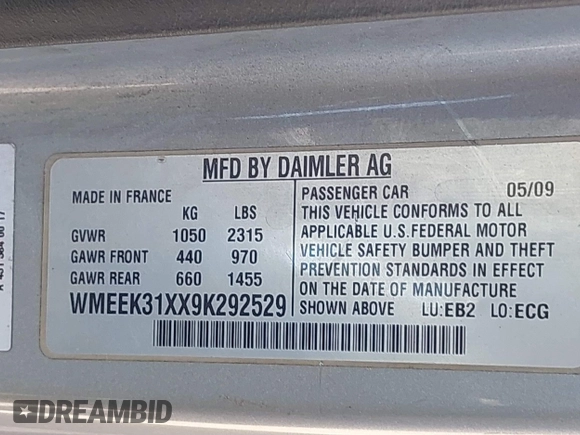 MFD BY DAIMLER AG
MADE IN FRANCE
KG LBS
GVWR 1050 2315
GAWR FRONT 440 970
GAWR REAR 660 1455
WMEEK31XX9K292529
PASSENGER CAR 05/09
THIS VEHICLE CONFORMS TO ALL
APPLICABLE U.S.FEDERAL MOTOR
VEHICLE SAFETY BUMPER AND THEFT
PREVENTION STANDARDS IN EFFECT
ON THE DATE OF MANUFACTURE
SHOWN ABOVE LU:EB2 LO:ECG
DREAMBID